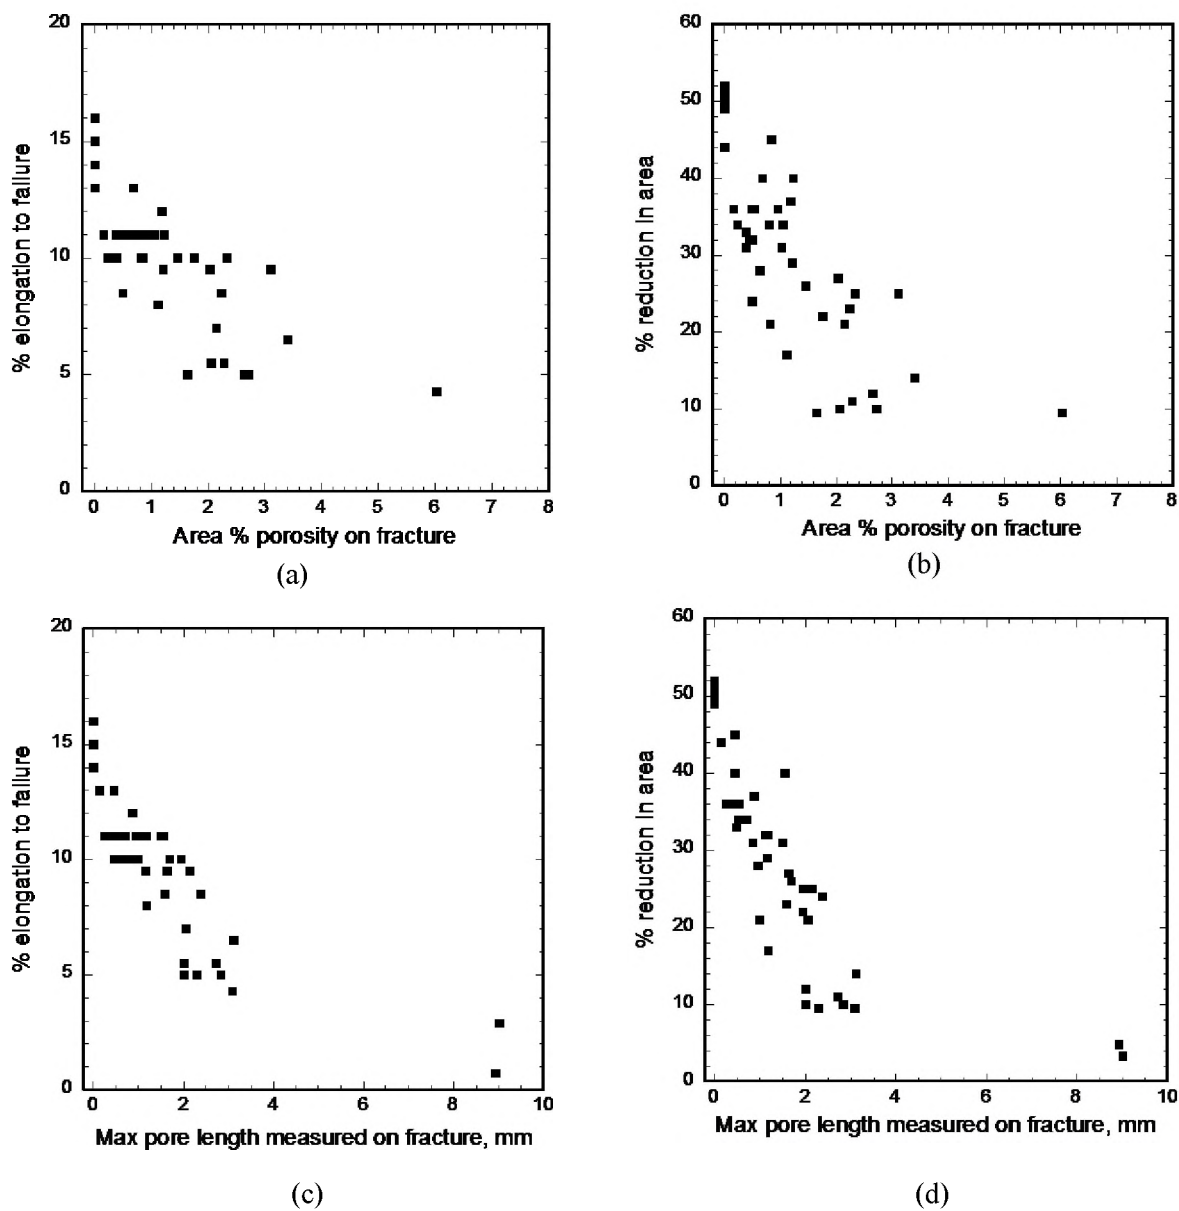 20
15
10
5
0
% elongation to failure
0 1 2 3 4 5 6 7 8
Area % porosity on fracture
(a)
60
50
40
30
20
10
0
% reduction in area
0 1 2 3 4 5 6 7 8
Area % porosity on fracture
(b)
20
15
10
5
0
% elongation to failure
0 2 4 6 8 10
Max pore length measured on fracture, mm
(c)
60
50
40
30
20
10
0
% reduction in area
0 2 4 6 8 10
Max pore length measured on fracture, mm
(d)